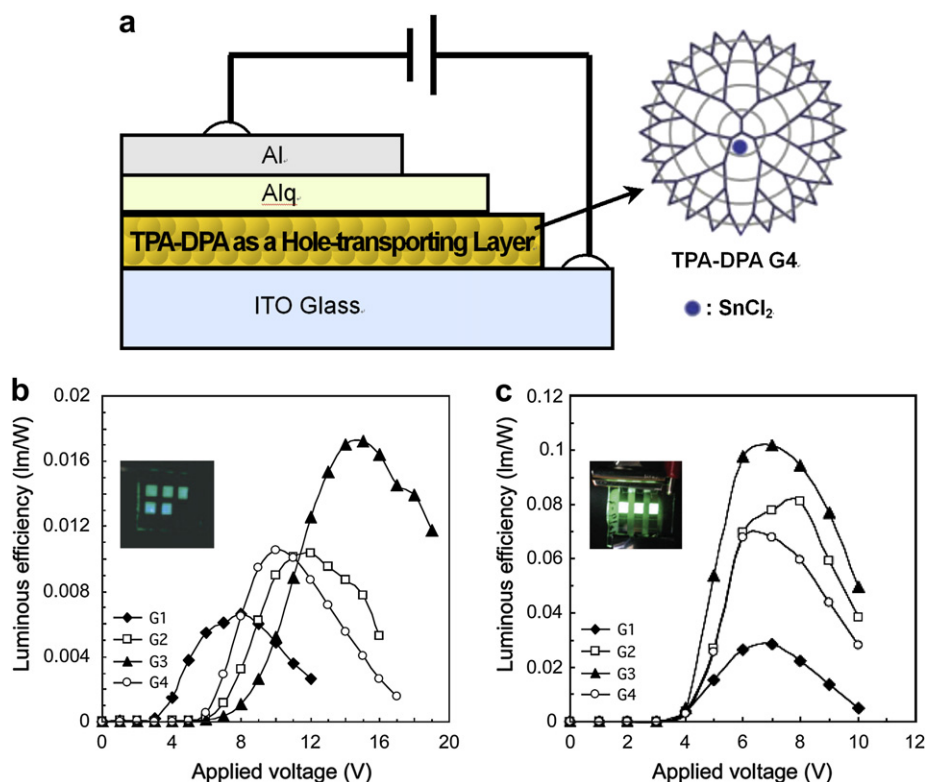 a
Al
Alq
TPA-DPA as a Hole-transporting Layer
ITO Glass
TPA-DPA G4
: SnCl₂
b
0.02
0.016
0.012
0.008
0.004
0
Luminous efficiency (lm/W)
G1
G2
G3
G4
0 4 8 12 16 20
Applied voltage (V)
c
0.12
0.1
0.08
0.06
0.04
0.02
0
Luminous efficiency (lm/W)
G1
G2
G3
G4
0 2 4 6 8 10 12
Applied voltage (V)